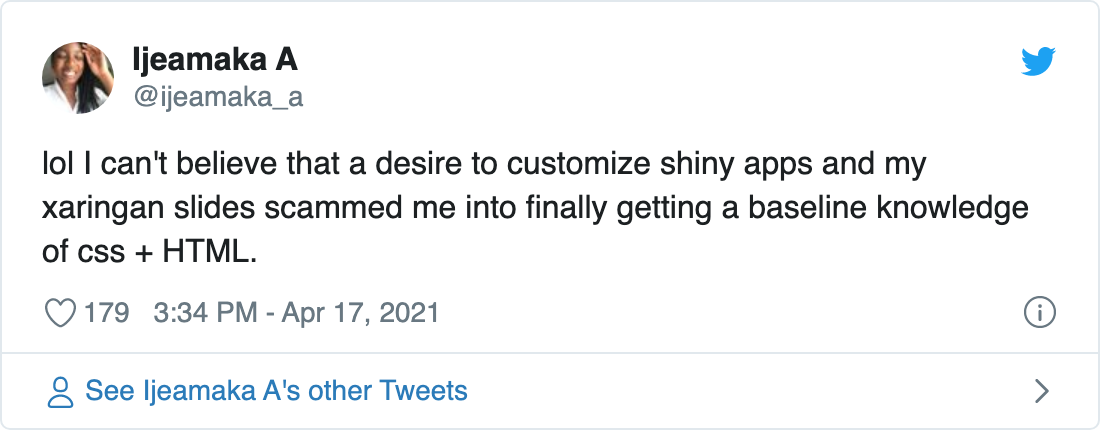 Ijeamaka A
@ijeamaka_a
lol I can't believe that a desire to customize shiny apps and my
xaringan slides scammed me into finally getting a baseline knowledge
of css + HTML.
179 3:34 PM - Apr 17, 2021
See Ijeamaka A's other Tweets